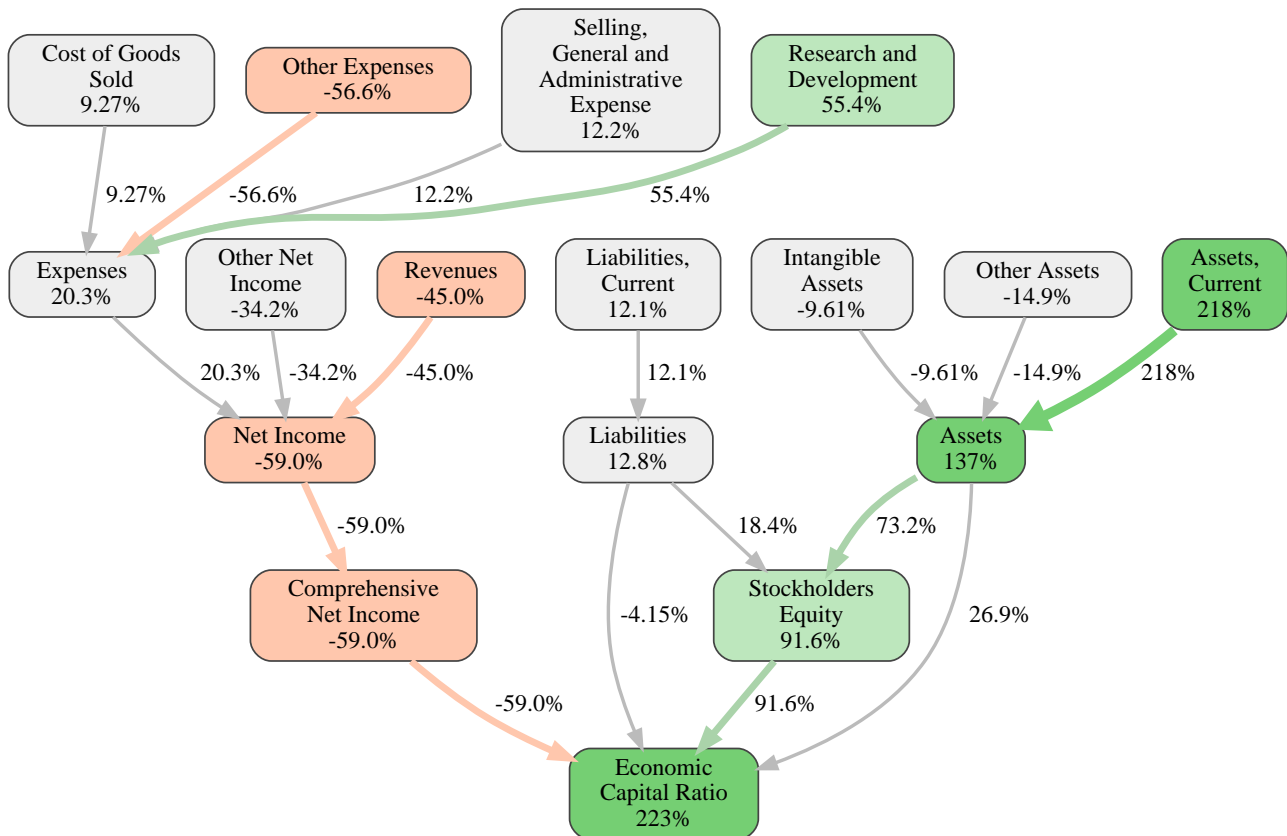 Cost of Goods
Sold
9.27%
Other Expenses
-56.6%
Selling,
General and
Administrative
Expense
12.2%
Research and
Development
55.4%
9.27%
-56.6%
12.2%
55.4%
Expenses
20.3%
Other Net
Income
-34.2%
Revenues
-45.0%
Liabilities,
Current
12.1%
Intangible
Assets
-9.61%
Other Assets
-14.9%
Assets,
Current
218%
20.3%
-34.2%
-45.0%
12.1%
-9.61%
-14.9%
218%
Net Income
-59.0%
Liabilities
12.8%
Assets
137%
-59.0%
18.4%
73.2%
Comprehensive
Net Income
-59.0%
-4.15%
Stockholders
Equity
91.6%
26.9%
-59.0%
91.6%
Economic
Capital Ratio
223%